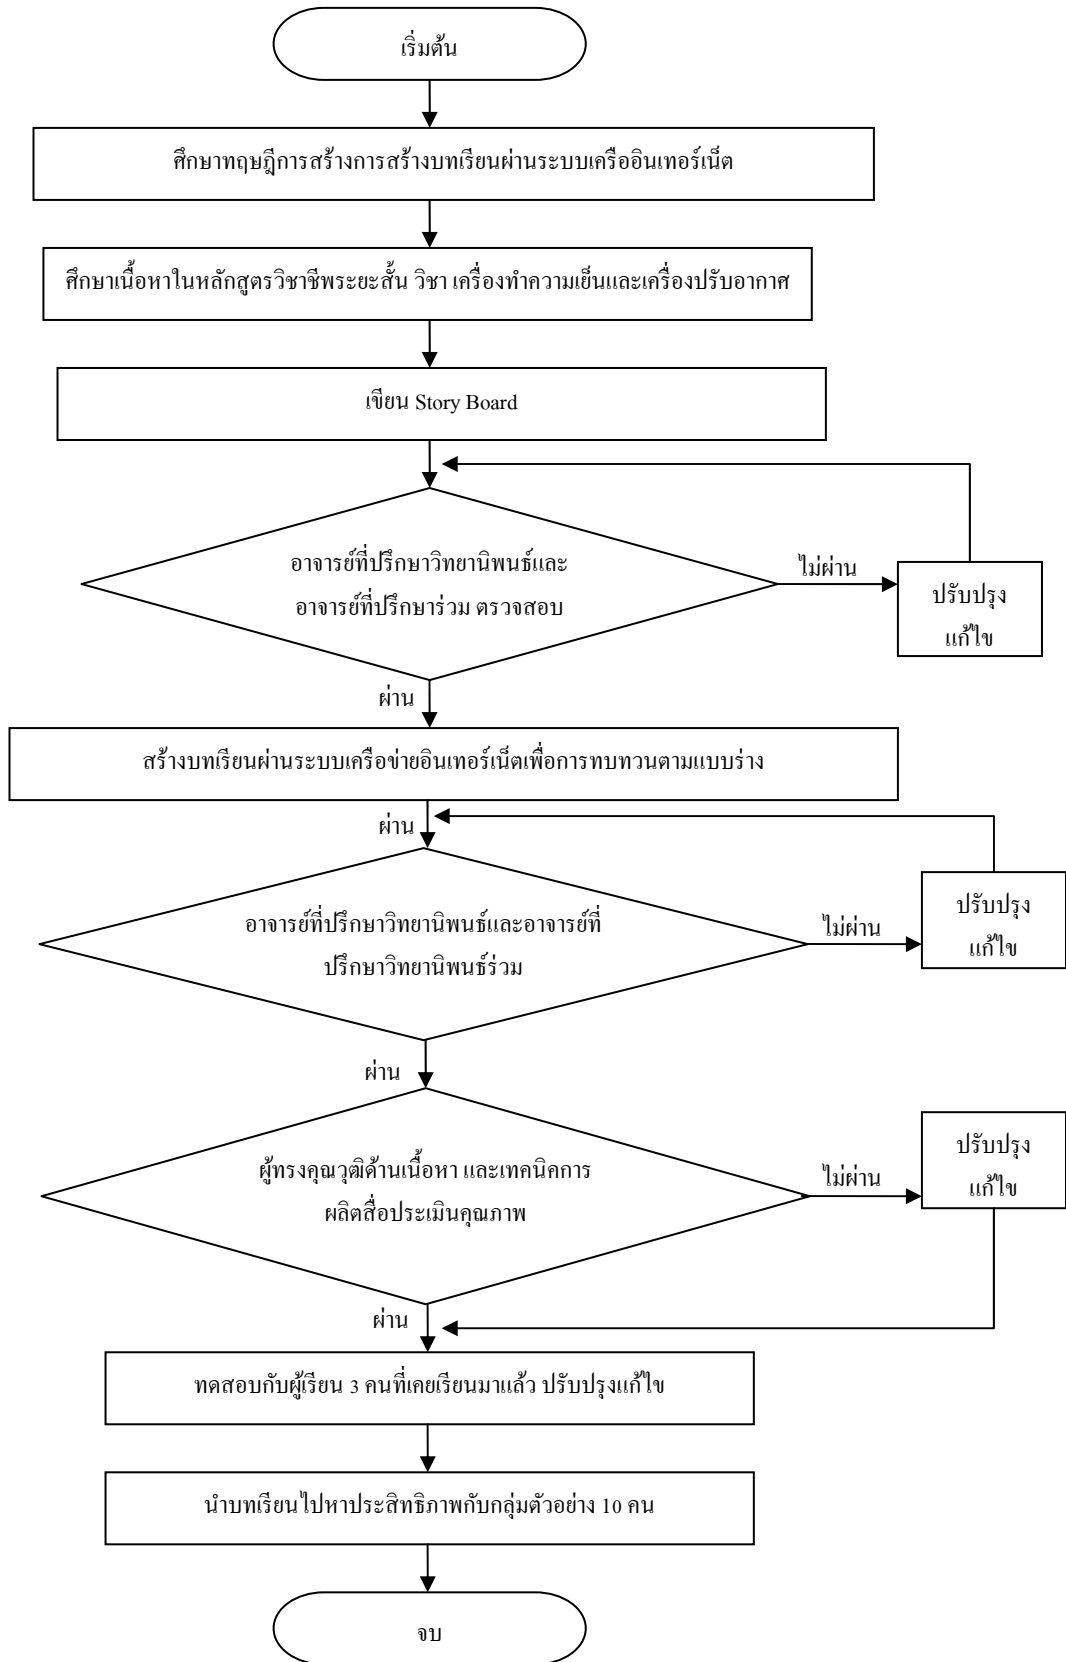 เริ่มต้น
ศึกษาทฤษฎีการสร้างการสร้างบทเรียนผ่านระบบเครืออินเทอร์เน็ต
ศึกษาเนื้อหาในหลักสูตรวิชาชีพระยะสั้น วิชา เครื่องทำความเย็นและเครื่องปรับอากาศ
เขียน Story Board
อาจารย์ที่ปรึกษาวิทยานิพนธ์และ
อาจารย์ที่ปรึกษาร่วม ตรวจสอบ
ไม่ผ่าน
ปรับปรุง
แก้ไข
ผ่าน
สร้างบทเรียนผ่านระบบเครือข่ายอินเทอร์เน็ตเพื่อการทบทวนตามแบบร่าง
ผ่าน
อาจารย์ที่ปรึกษาวิทยานิพนธ์และอาจารย์ที่
ปรึกษาวิทยานิพนธ์ร่วม
ไม่ผ่าน
ปรับปรุง
แก้ไข
ผ่าน
ผู้ทรงคุณวุฒิด้านเนื้อหา และเทคนิคการ
ผลิตสื่อประเมินคุณภาพ
ไม่ผ่าน
ปรับปรุง
แก้ไข
ผ่าน
ทดสอบกับผู้เรียน 3 คนที่เคยเรียนมาแล้ว ปรับปรุงแก้ไข
นำบทเรียนไปหาประสิทธิภาพกับกลุ่มตัวอย่าง 10 คน
จบ